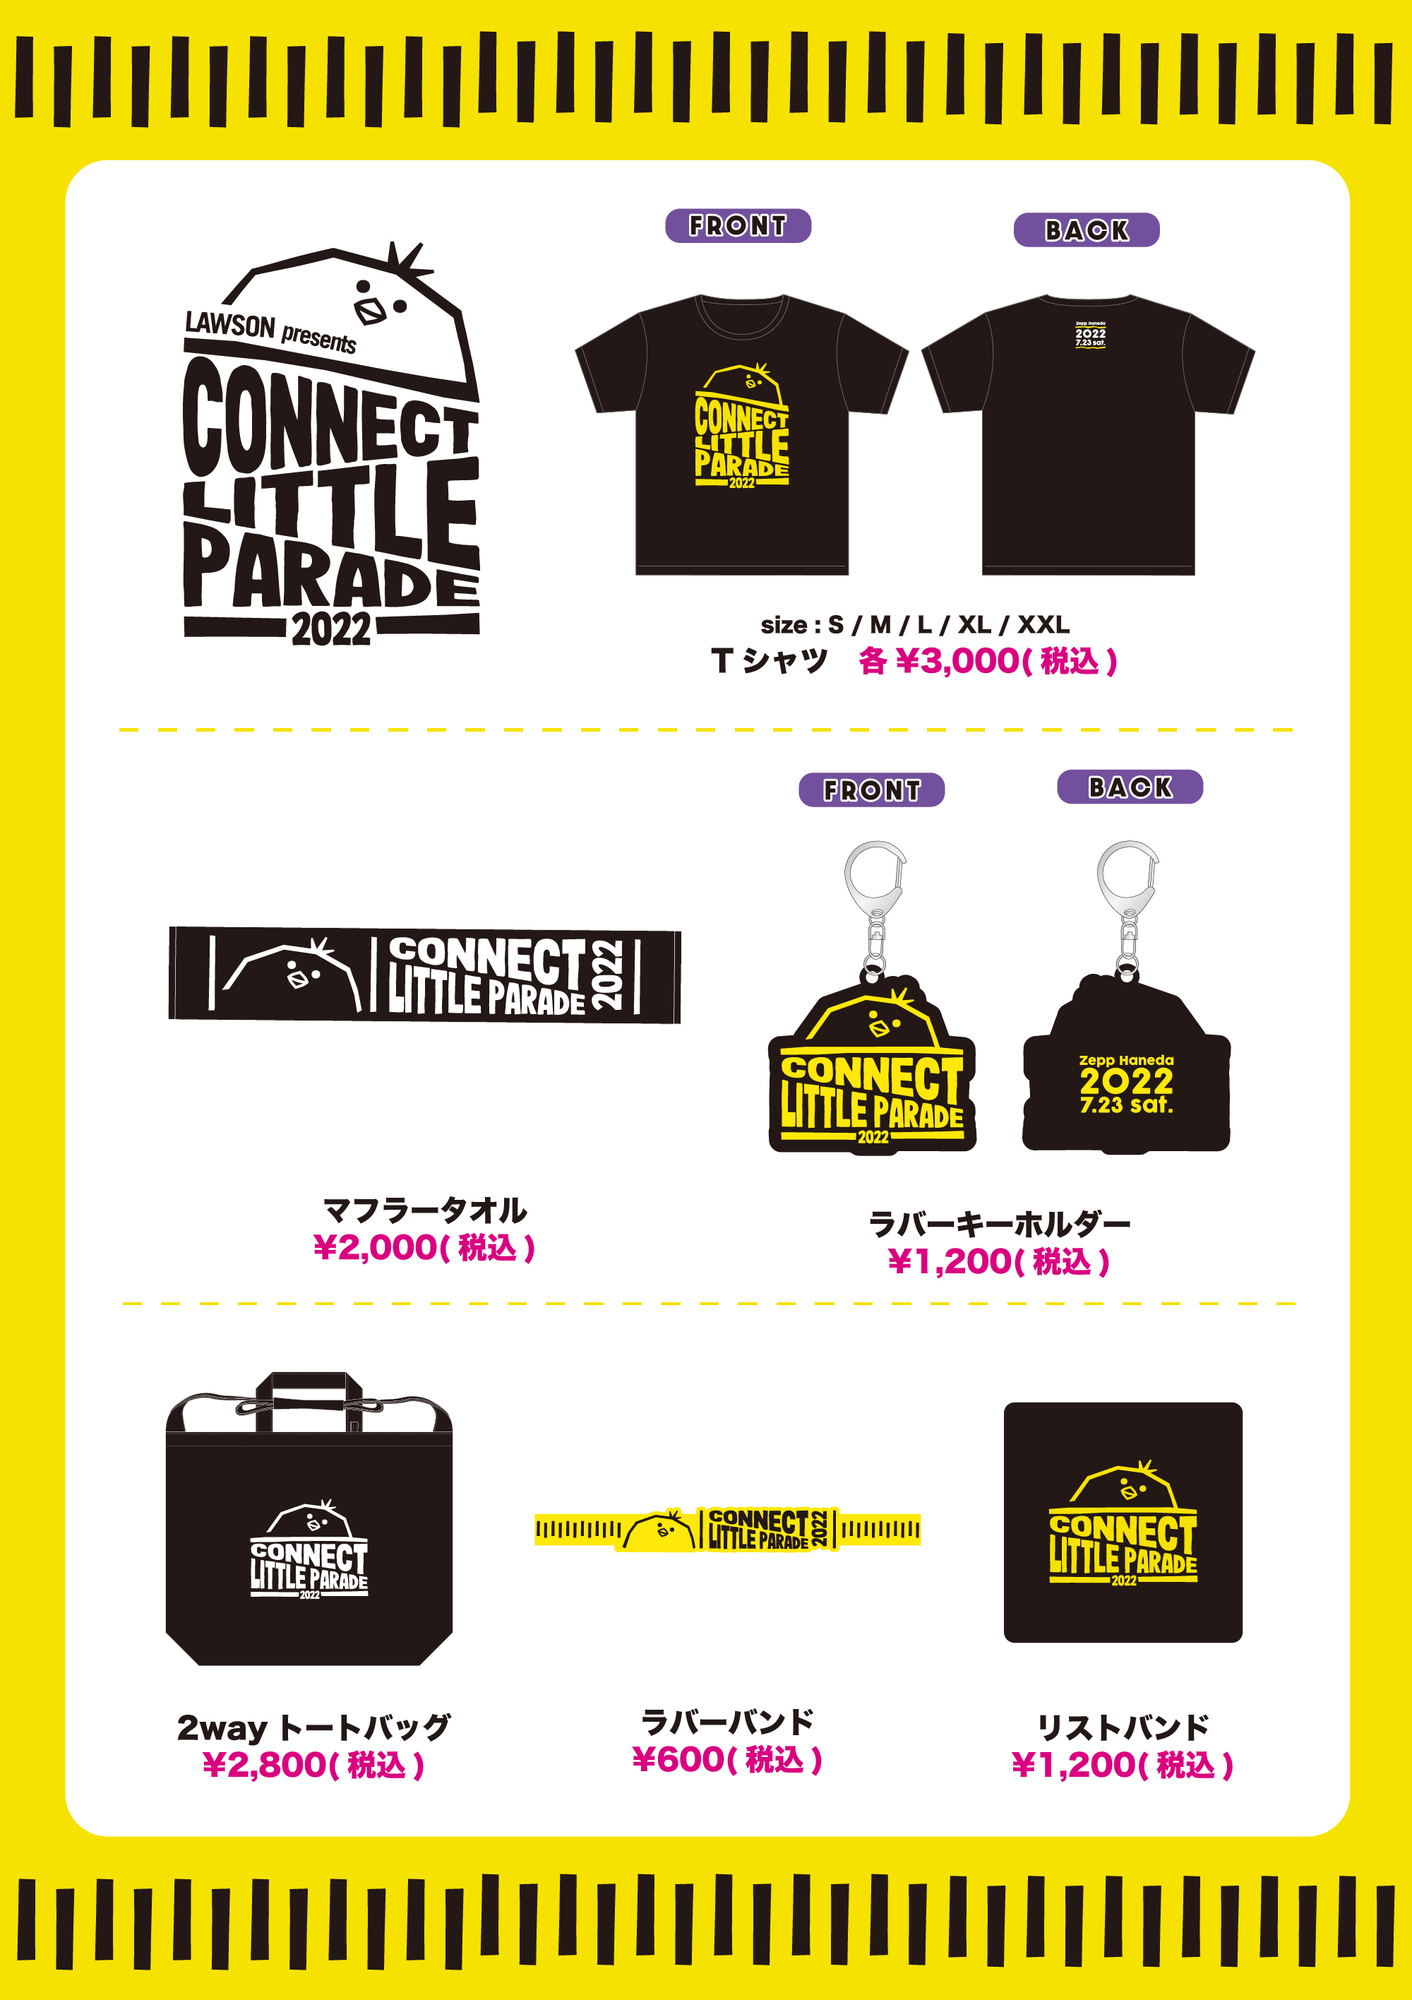 LAWSON presents
CONNECT
LITTLE
PARADE
2022
FRONT
BACK
CONNECT
LITTLE
PARADE
2022
Zepp Haneda
2022
7.23 sat.
size : S / M / L / XL / XXL
Tシャツ 各¥3,000(税込)
CONNECT
LITTLE PARADE
2022
マフラータオル
¥2,000(税込)
FRONT
BACK
CONNECT
LITTLE PARADE
2022
Zepp Haneda
2022
7.23 sat.
ラバーキーホルダー
¥1,200(税込)
CONNECT
LITTLE PARADE
2022
2wayトートバッグ
¥2,800(税込)
CONNECT
LITTLE PARADE
2022
ラバーバンド
¥600(税込)
CONNECT
LITTLE PARADE
2022
リストバンド
¥1,200(税込)